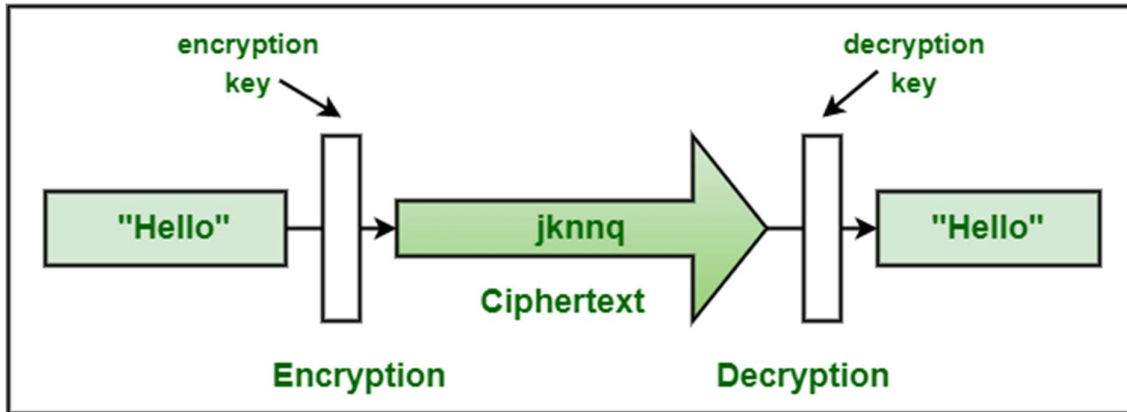 encryption
key
decryption
key
"Hello"
jknnq
"Hello"
Ciphertext
Encryption
Decryption